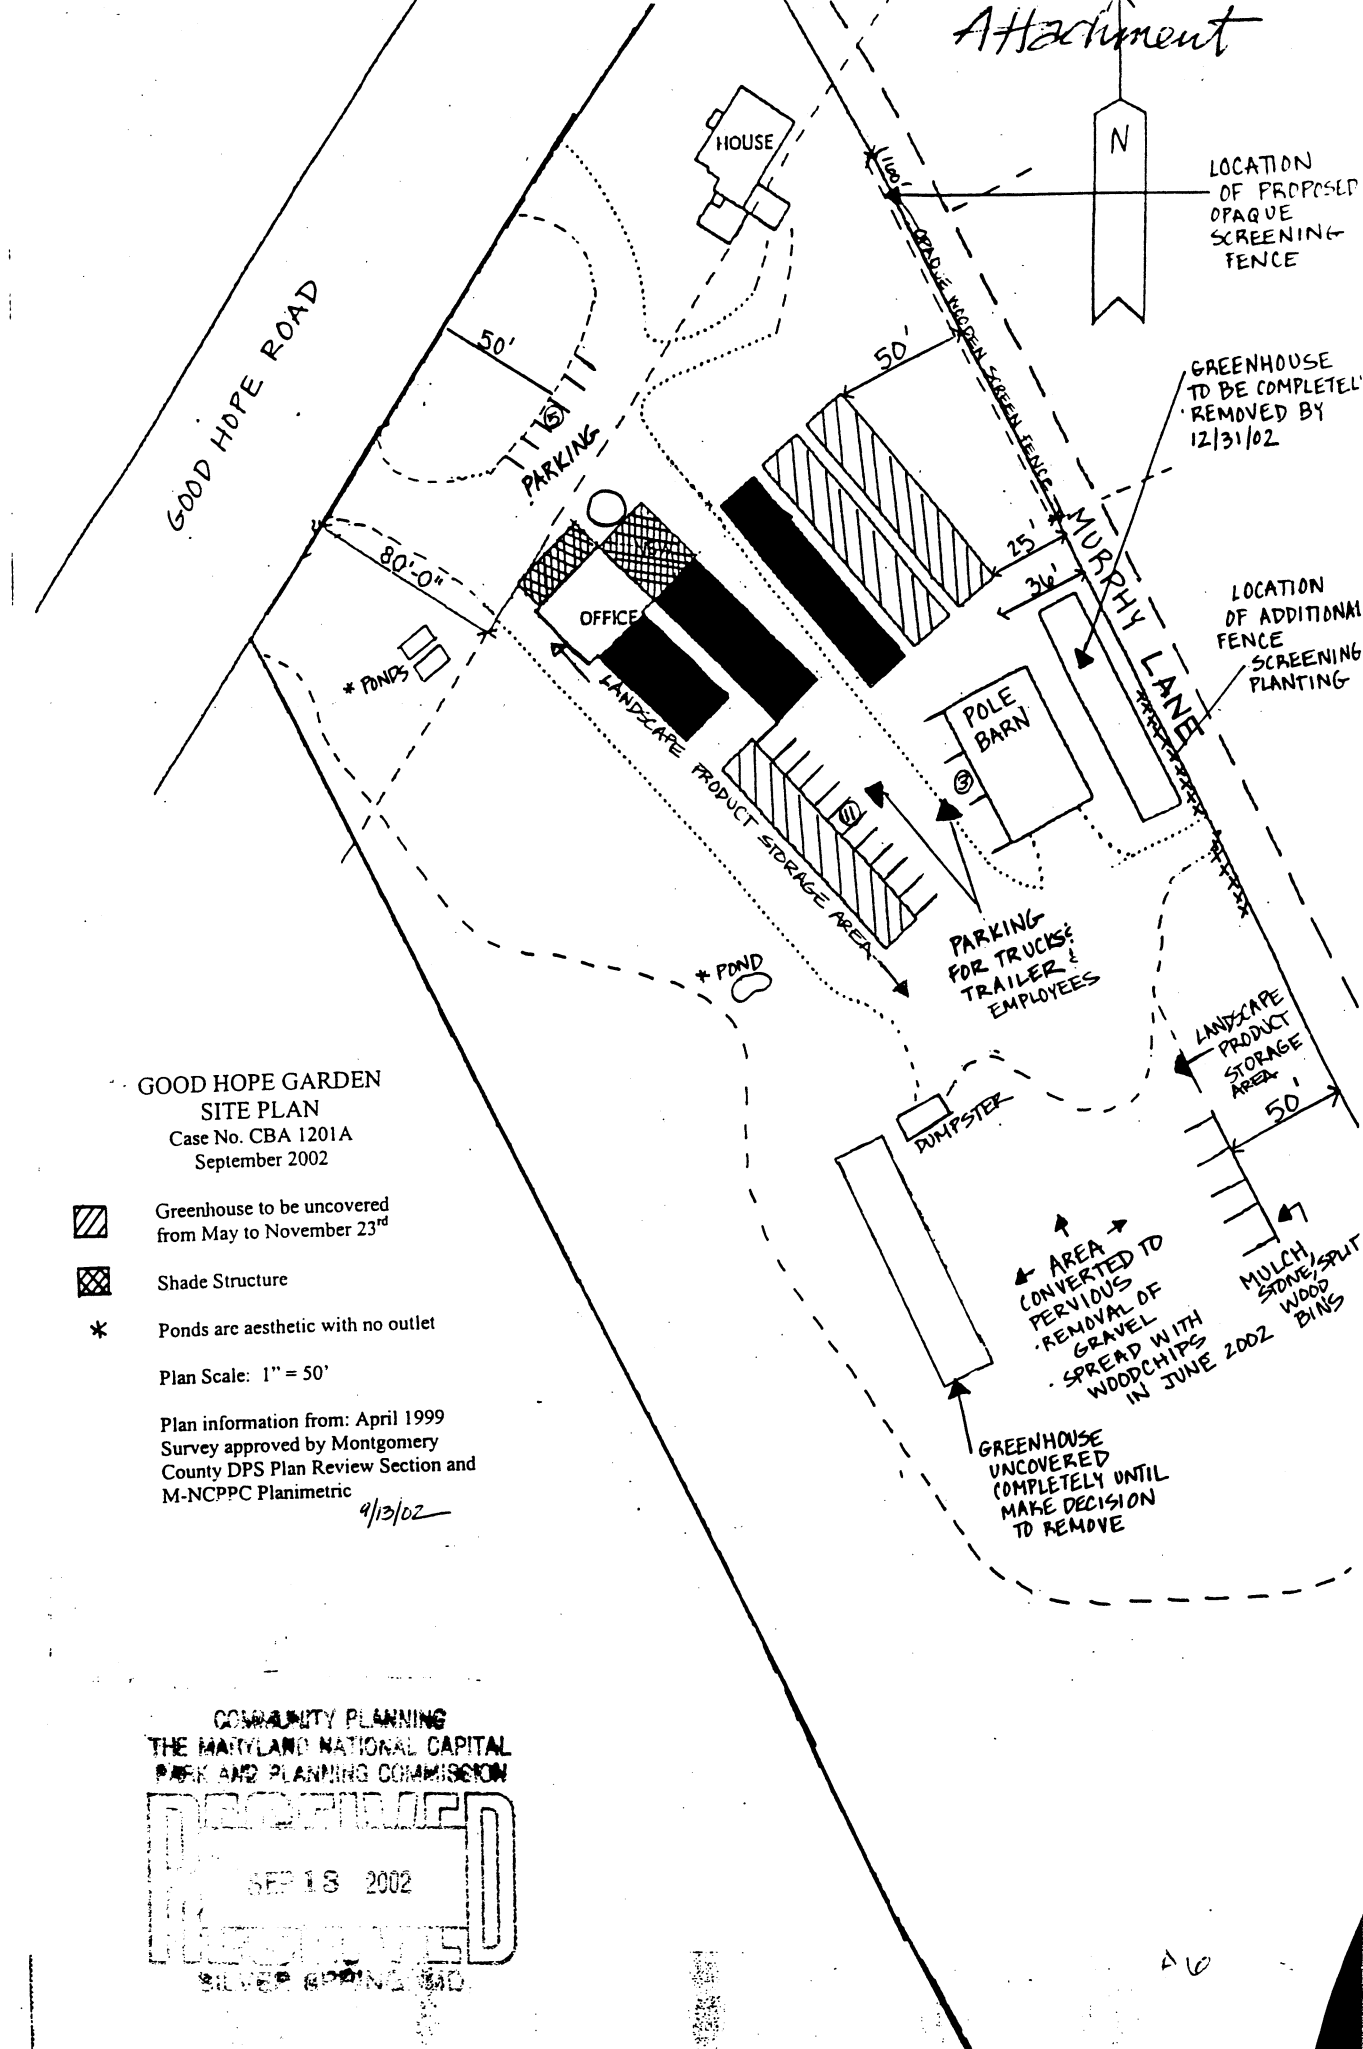 Attachment
N
HOUSE
160'
LOCATION
OF PROPOSED
OPAQUE
SCREENING
FENCE
OPAQUE WOODEN SCREEN FENCE
GOOD HOPE ROAD
50'
50'
GREENHOUSE
TO BE COMPLETEL
REMOVED BY
12/31/02
5
PARKING
80'-0"
25'
36'
MURPHY LANE
OFFICE
* PONDS
LOCATION
OF ADDITIONAL
FENCE
SCREENING
PLANTING
POLE
BARN
3
11
LANDSCAPE PRODUCT STORAGE AREA
PARKING
FOR TRUCKS &
TRAILER &
EMPLOYEES
* POND
LANDSCAPE
PRODUCT
STORAGE
AREA
50'
DUMPSTER
GOOD HOPE GARDEN
SITE PLAN
Case No. CBA 1201A
September 2002
Greenhouse to be uncovered
from May to November 23rd
Shade Structure
* Ponds are aesthetic with no outlet
Plan Scale: 1" = 50'
Plan information from: April 1999
Survey approved by Montgomery
County DPS Plan Review Section and
M-NCPPC Planimetric
9/13/02
AREA
CONVERTED TO
PERVIOUS
· REMOVAL OF
GRAVEL
· SPREAD WITH
WOODCHIPS
IN JUNE 2002
MULCH,
STONE, SPLIT
WOOD
BINS
GREENHOUSE
UNCOVERED
COMPLETELY UNTIL
MAKE DECISION
TO REMOVE
COMMUNITY PLANNING
THE MARYLAND NATIONAL CAPITAL
PARK AND PLANNING COMMISSION
RECEIVED
SEP 18 2002
RECEIVED
SILVER SPRING, MD.
A6